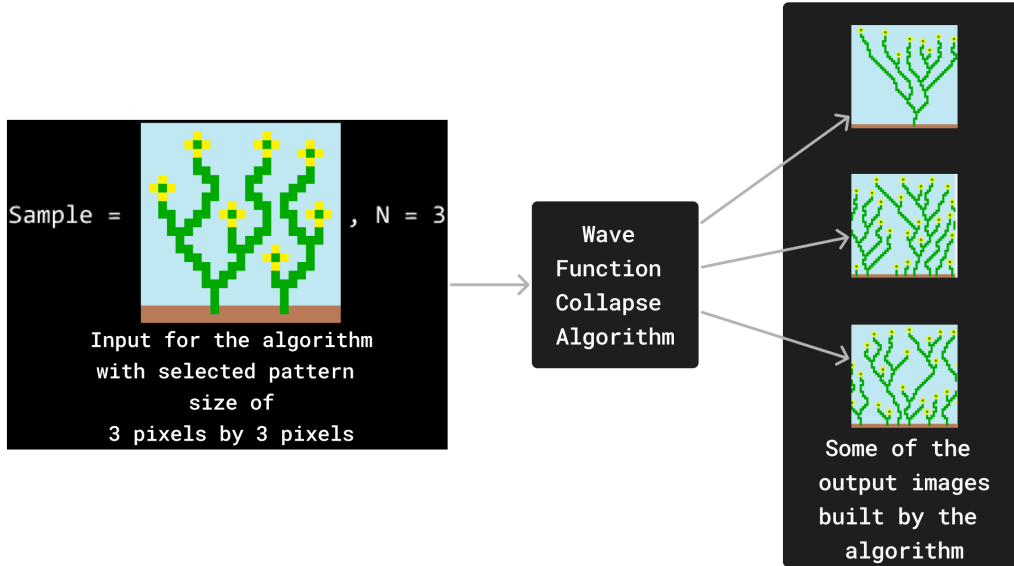 Sample = , N = 3
Input for the algorithm
with selected pattern
size of
3 pixels by 3 pixels
Wave
Function
Collapse
Algorithm
Some of the
output images
built by the
algorithm